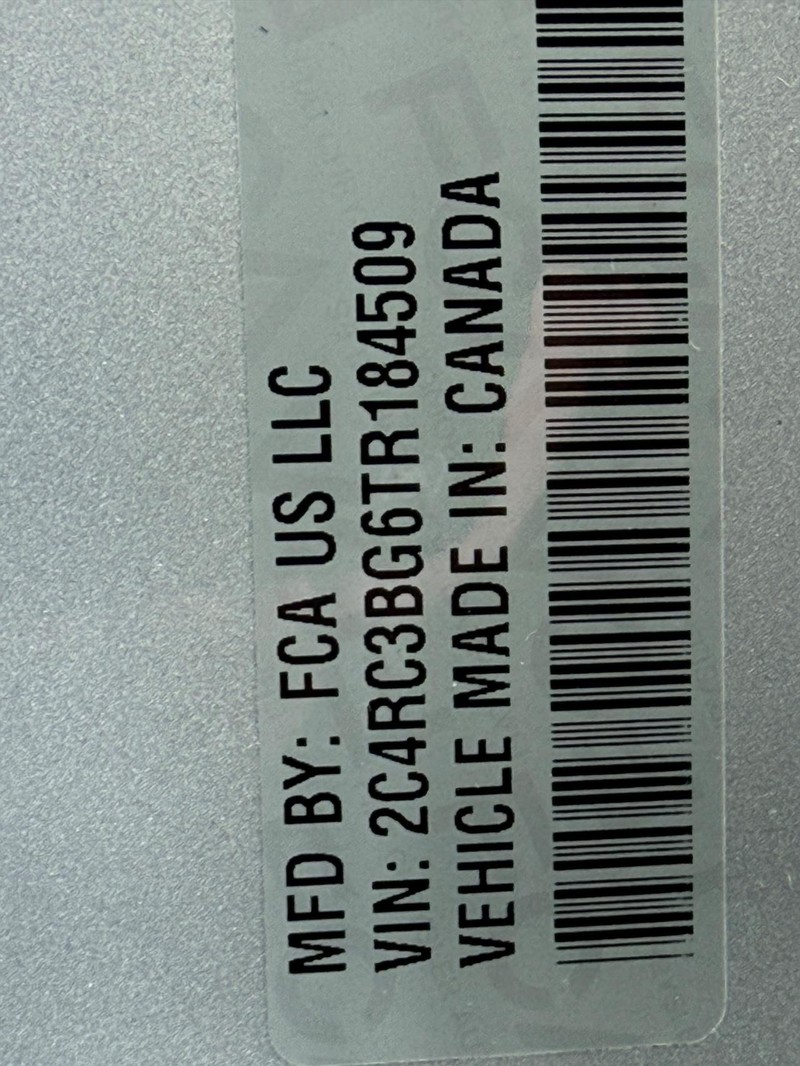 MFD BY: FCA US LLC
VIN: 2C4RC3BG6TR184509
VEHICLE MADE IN: CANADA